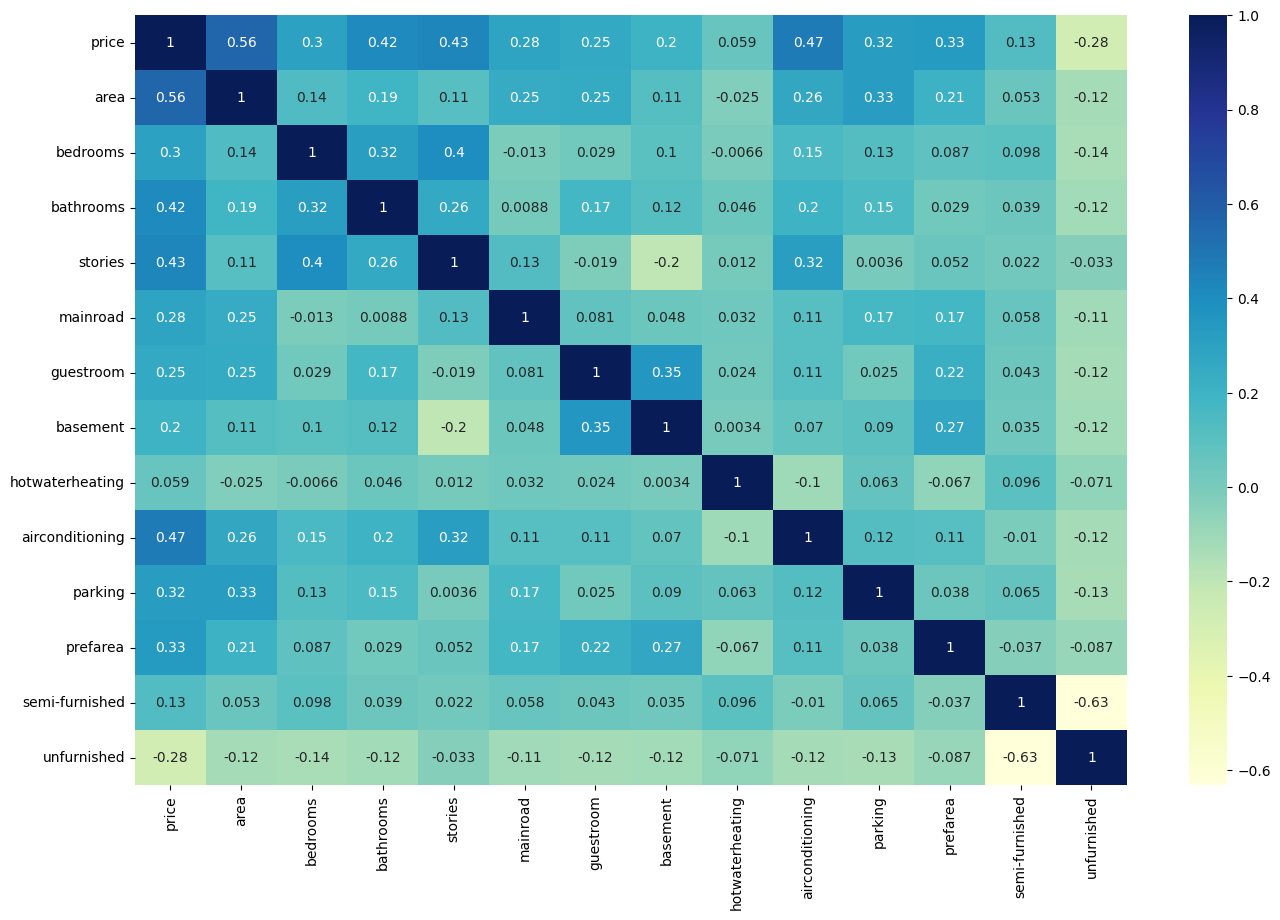 price 1 0.56 0.3 0.42 0.43 0.28 0.25 0.2 0.059 0.47 0.32 0.33 0.13 -0.28
area 0.56 1 0.14 0.19 0.11 0.25 0.25 0.11 -0.025 0.26 0.33 0.21 0.053 -0.12
bedrooms 0.3 0.14 1 0.32 0.4 -0.013 0.029 0.1 -0.0066 0.15 0.13 0.087 0.098 -0.14
bathrooms 0.42 0.19 0.32 1 0.26 0.0088 0.17 0.12 0.046 0.2 0.15 0.029 0.039 -0.12
stories 0.43 0.11 0.4 0.26 1 0.13 -0.019 -0.2 0.012 0.32 0.0036 0.052 0.022 -0.033
mainroad 0.28 0.25 -0.013 0.0088 0.13 1 0.081 0.048 0.032 0.11 0.17 0.17 0.058 -0.11
guestroom 0.25 0.25 0.029 0.17 -0.019 0.081 1 0.35 0.024 0.11 0.025 0.22 0.043 -0.12
basement 0.2 0.11 0.1 0.12 -0.2 0.048 0.35 1 0.0034 0.07 0.09 0.27 0.035 -0.12
hotwaterheating 0.059 -0.025 -0.0066 0.046 0.012 0.032 0.024 0.0034 1 -0.1 0.063 -0.067 0.096 -0.071
airconditioning 0.47 0.26 0.15 0.2 0.32 0.11 0.11 0.07 -0.1 1 0.12 0.11 -0.01 -0.12
parking 0.32 0.33 0.13 0.15 0.0036 0.17 0.025 0.09 0.063 0.12 1 0.038 0.065 -0.13
prefarea 0.33 0.21 0.087 0.029 0.052 0.17 0.22 0.27 -0.067 0.11 0.038 1 -0.037 -0.087
semi-furnished 0.13 0.053 0.098 0.039 0.022 0.058 0.043 0.035 0.096 -0.01 0.065 -0.037 1 -0.63
unfurnished -0.28 -0.12 -0.14 -0.12 -0.033 -0.11 -0.12 -0.12 -0.071 -0.12 -0.13 -0.087 -0.63 1
price
area
bedrooms
bathrooms
stories
mainroad
guestroom
basement
hotwaterheating
airconditioning
parking
prefarea
semi-furnished
unfurnished
1.0
0.8
0.6
0.4
0.2
0.0
−0.2
−0.4
−0.6